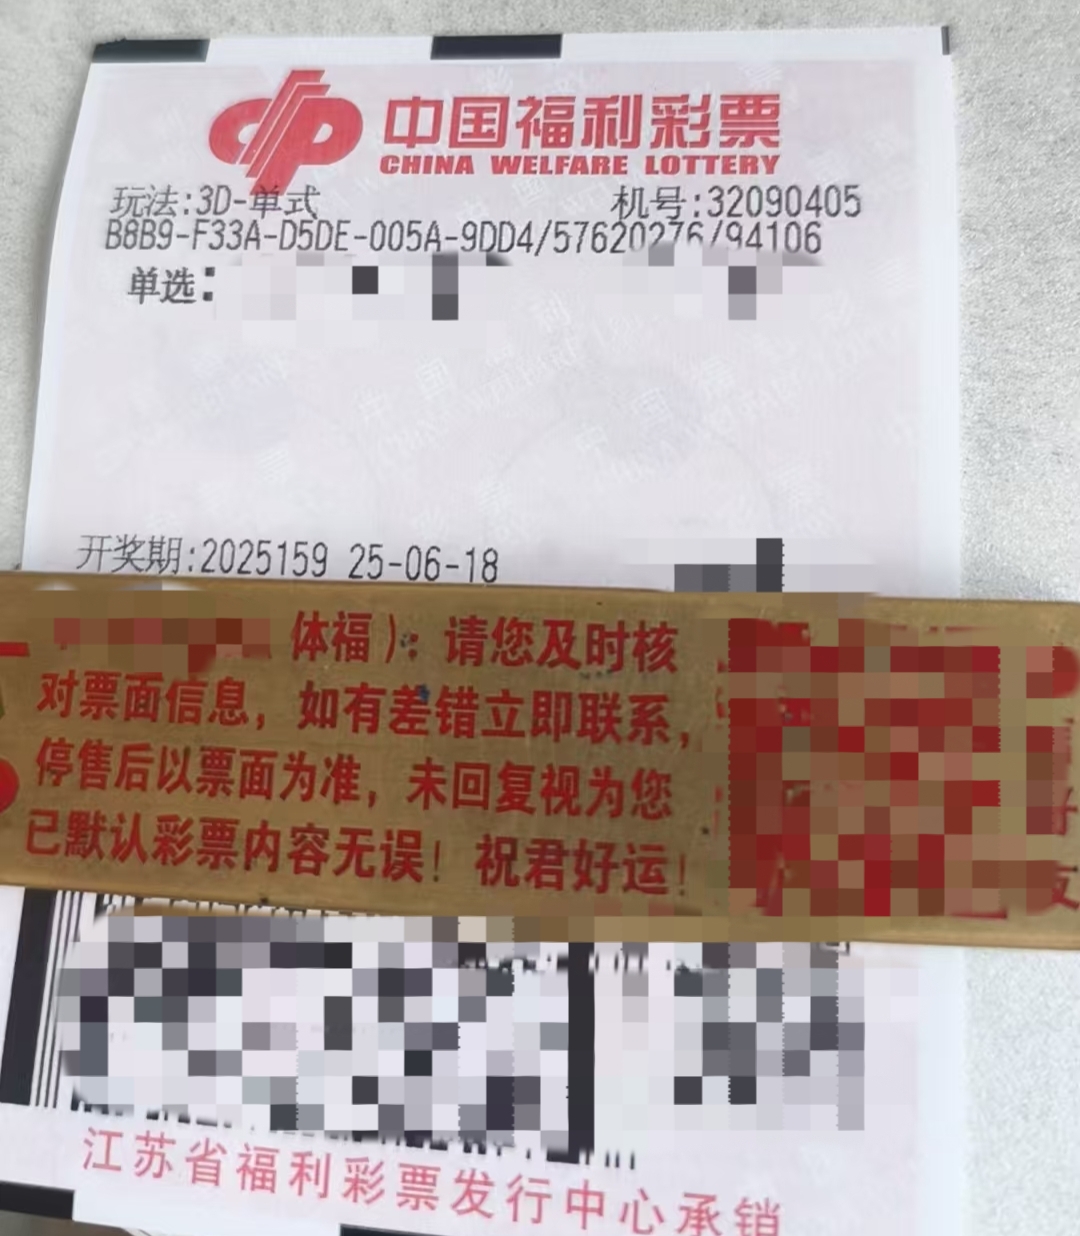 中国福利彩票
CHINA WELFARE LOTTERY
玩法:3D-单式 机号:32090405
B8B9-F33A-D5DE-005A-9DD4/57620276/94106
单选:
开奖期:2025159 25-06-18
体福):请您及时核
对票面信息，如有差错立即联系，
停售后以票面为准，未回复视为您
已默认彩票内容无误！祝君好运！
江苏省福利彩票发行中心承销